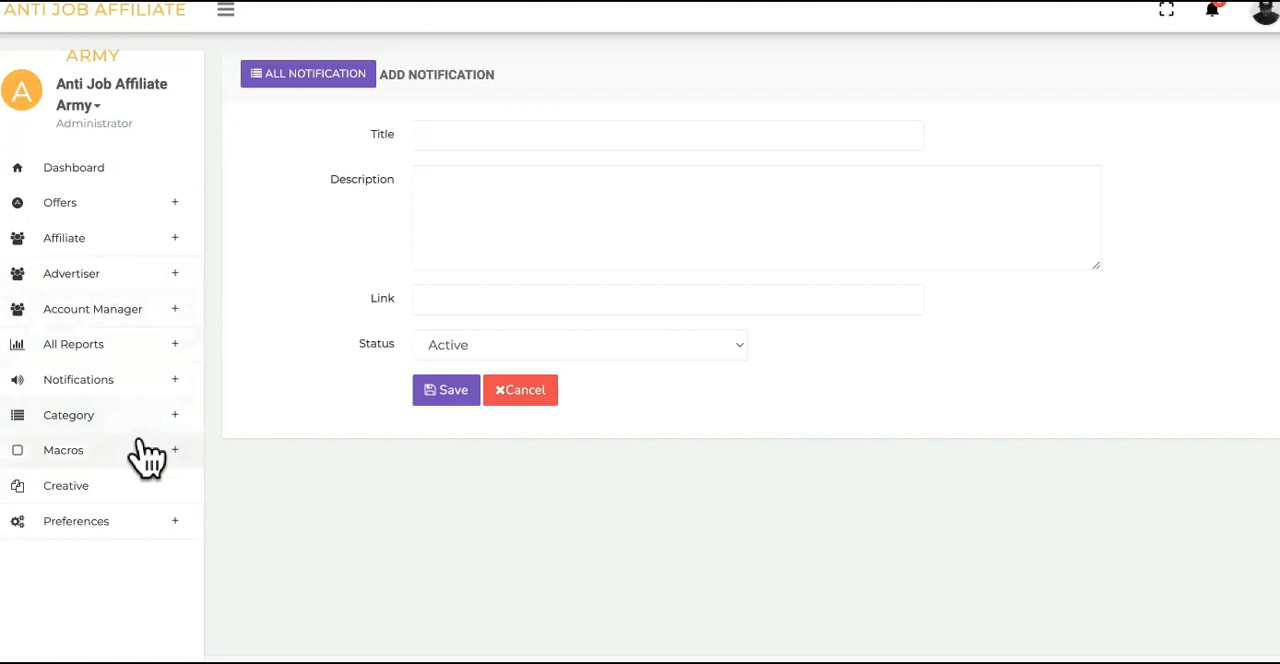 ANTI JOB AFFILIATE
ARMY
A
Anti Job Affiliate
Army
Administrator
Dashboard
Offers +
Affiliate +
Advertiser +
Account Manager +
All Reports +
Notifications +
Category +
Macros +
Creative
Preferences +
ALL NOTIFICATION ADD NOTIFICATION
Title
Description
Link
Status Active
Save Cancel